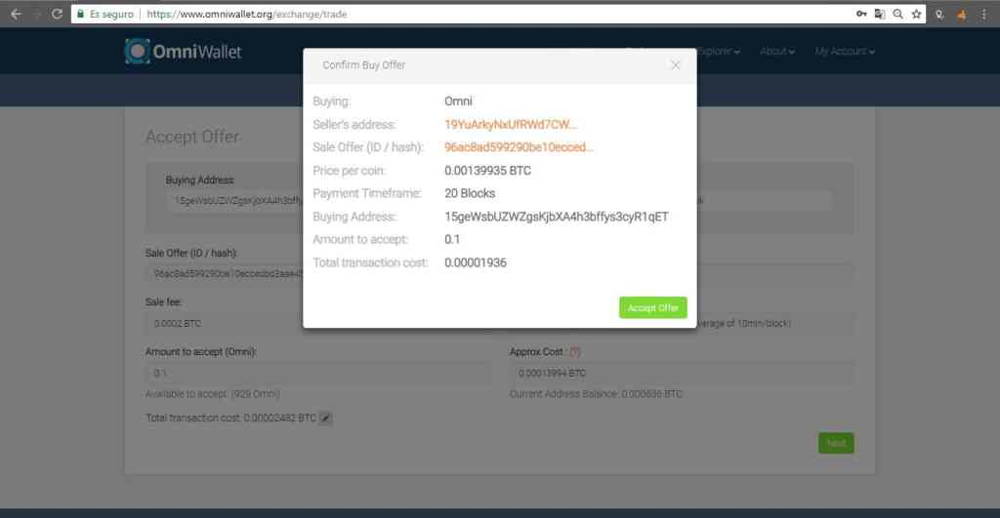 Es seguro https://www.omniwallet.org/exchange/trade
OmniWallet
Explorer About My Account
Confirm Buy Offer
Buying: Omni
Seller's address: 19YuArkyNxUfRWd7CW...
Sale Offer (ID / hash): 96ac8ad599290be10ecced...
Price per coin: 0.00139935 BTC
Payment Timeframe: 20 Blocks
Buying Address: 15geWsbUZWZgsKjbXA4h3bffys3cyR1qET
Amount to accept: 0.1
Total transaction cost: 0.00001936
Accept Offer
Accept Offer
Buying Address:
15geWsbUZWZgsKjbXA4h3bffy
Sale Offer (ID / hash):
Sale fee:
0.0002 BTC verage of 10min/block)
Amount to accept (Omni): Approx Cost : (?)
0.1 0.00013994 BTC
Available to accept: (929 Omni) Current Address Balance: 0.000636 BTC
Total transaction cost: 0.00002482 BTC
Next